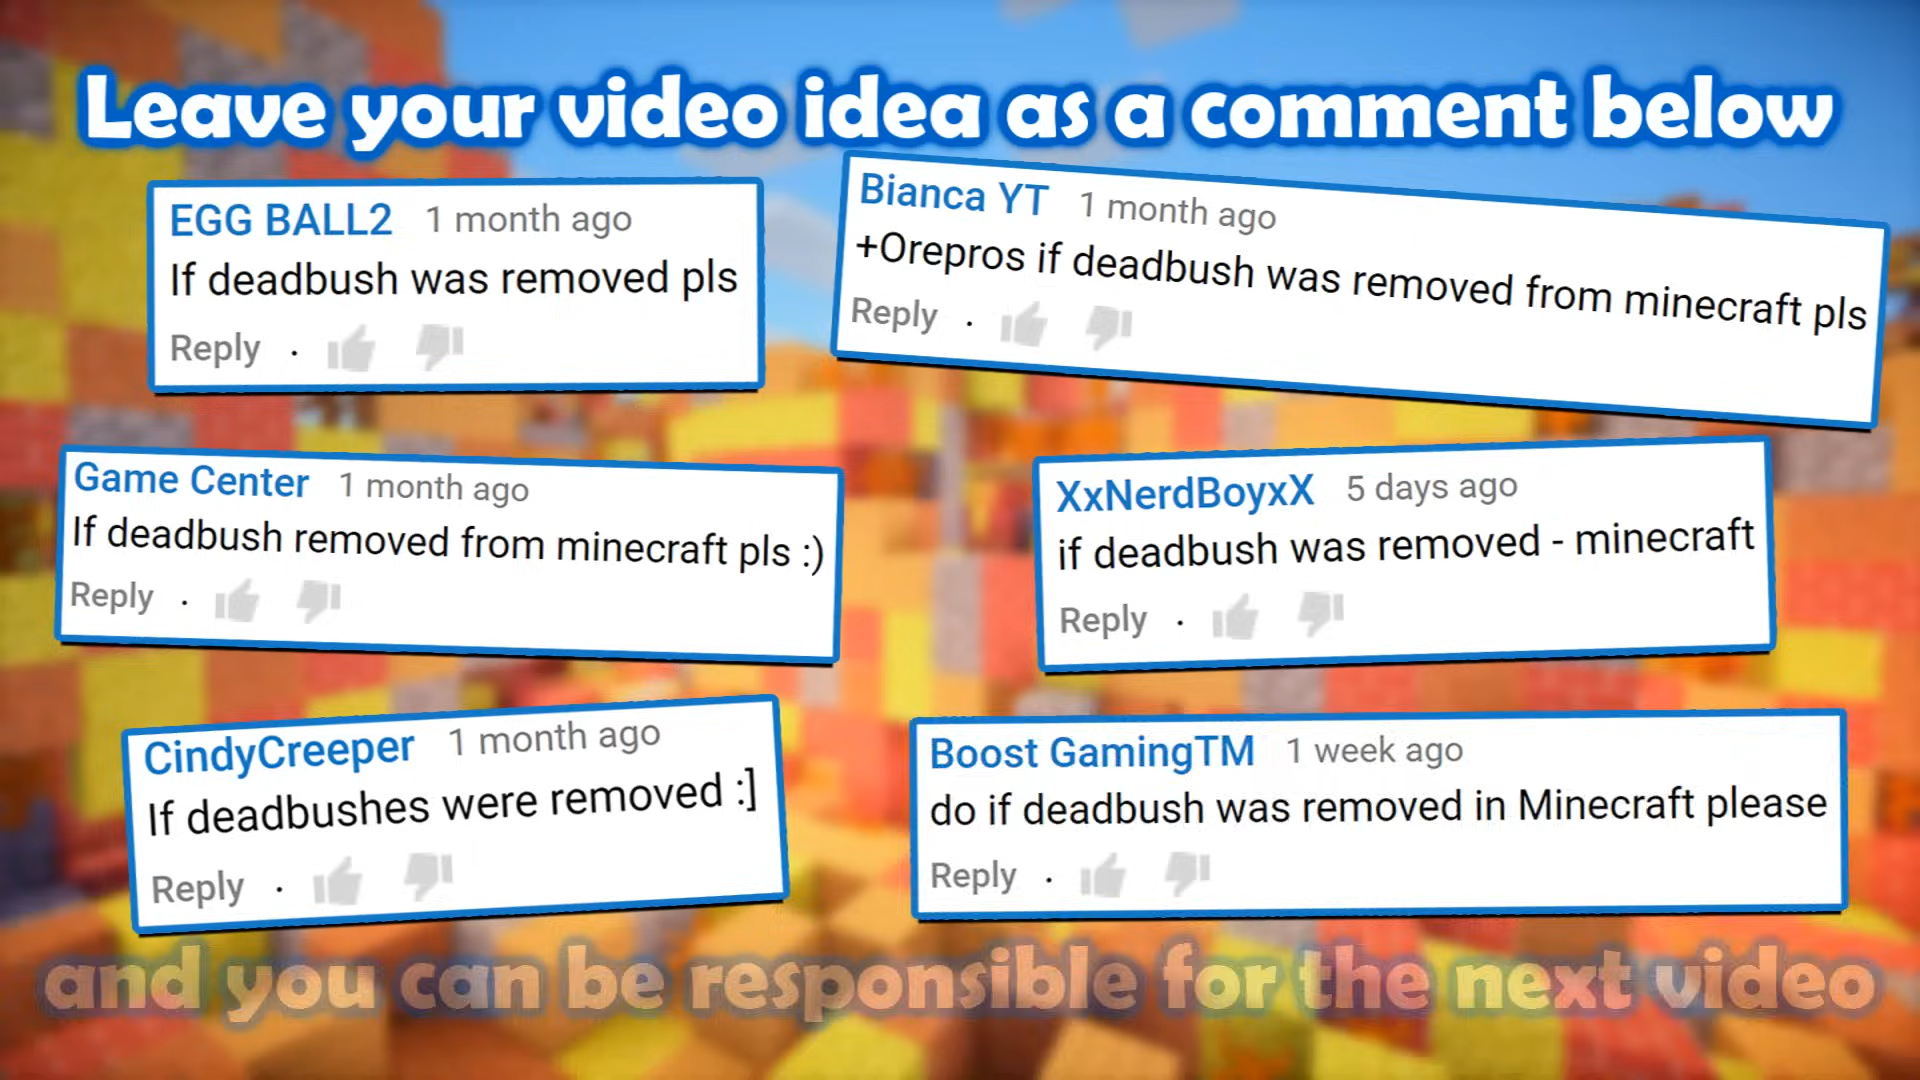 Leave your video idea as a comment below
EGG BALL2 1 month ago
If deadbush was removed pls
Reply ·
Bianca YT 1 month ago
+Orepros if deadbush was removed from minecraft pls
Reply ·
Game Center 1 month ago
If deadbush removed from minecraft pls :)
Reply ·
XxNerdBoyxX 5 days ago
if deadbush was removed - minecraft
Reply ·
CindyCreeper 1 month ago
If deadbushes were removed :]
Reply ·
Boost GamingTM 1 week ago
do if deadbush was removed in Minecraft please
Reply ·
and you can be responsible for the next video